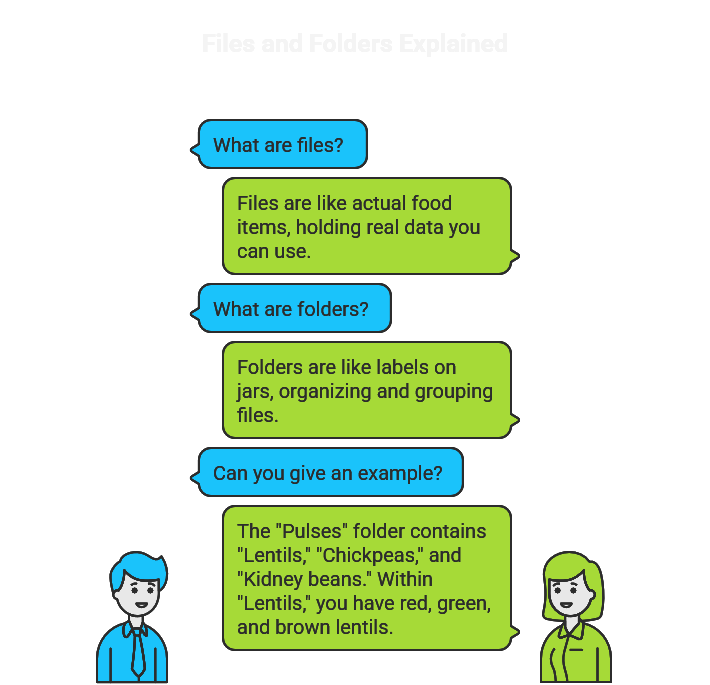 Files and Folders Explained
What are files?
Files are like actual food
items, holding real data you
can use.
What are folders?
Folders are like labels on
jars, organizing and grouping
files.
Can you give an example?
The "Pulses" folder contains
"Lentils," "Chickpeas," and
"Kidney beans." Within
"Lentils," you have red, green,
and brown lentils.